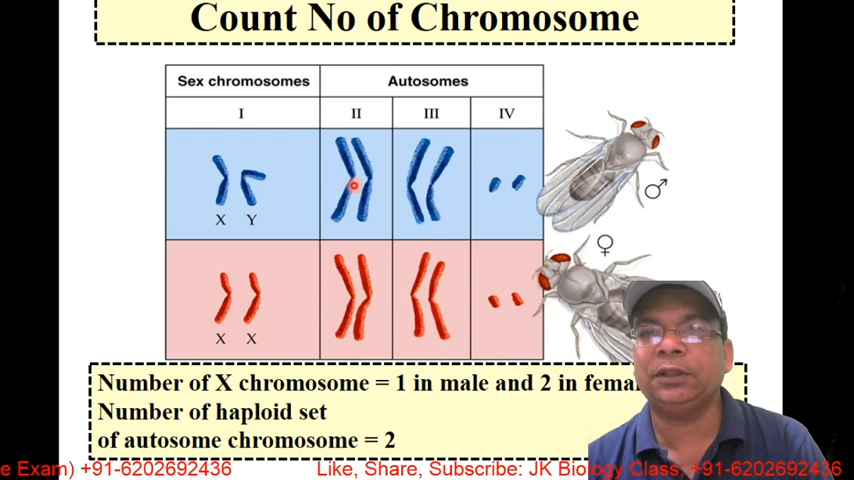 Count No of Chromosome
Sex chromosomes Autosomes
I II III IV
X Y
♂
♀
X X
Number of X chromosome = 1 in male and 2 in
Number of haploid set
of autosome chromosome = 2
e Exam) +91-6202692436 Like, Share, Subscribe: JK Biology Class; +91-6202692436